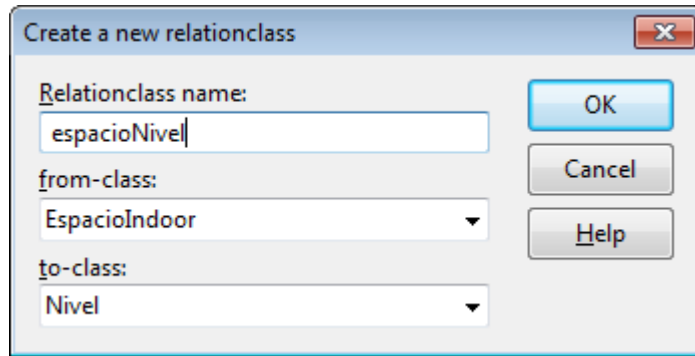 Create a new relationclass
Relationclass name:
espacioNivel
OK
from-class:
Cancel
EspacioIndoor
Help
to-class:
Nivel